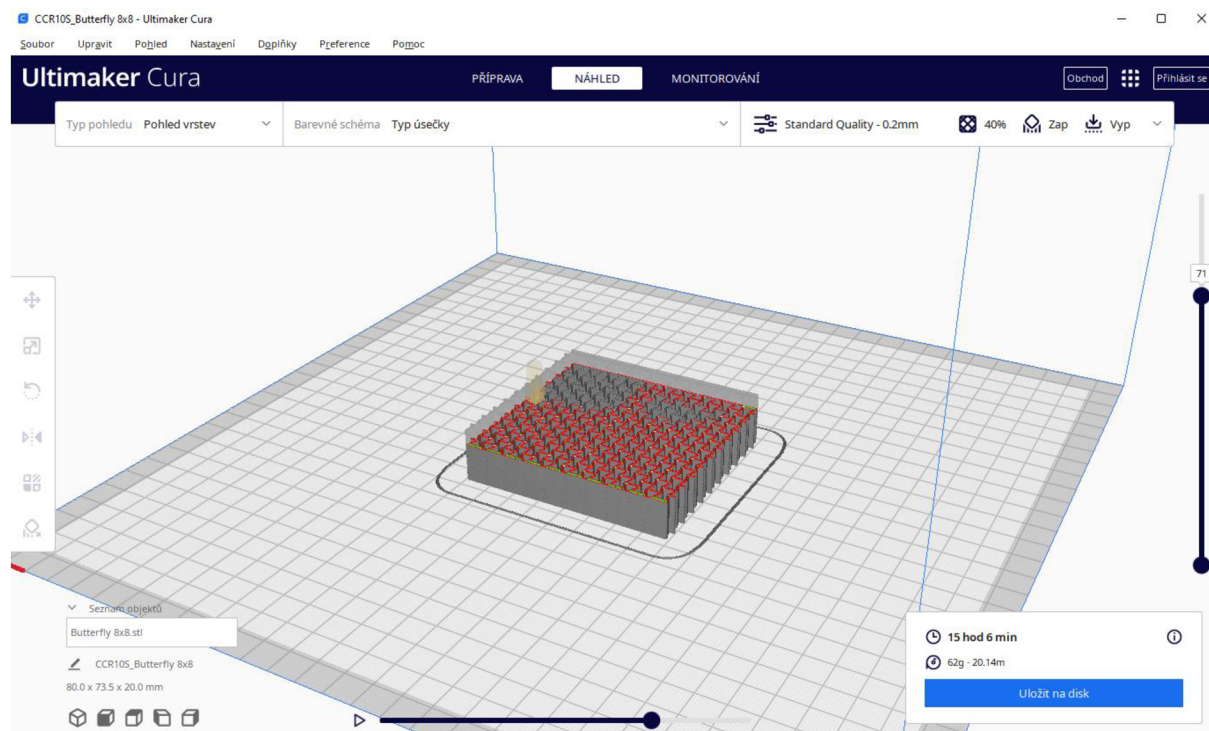 CCR10S_Butterfly 8x8 - Ultimaker Cura
Soubor Upravit Pohled Nastavení Doplňky Preference Pomoc
Ultimaker Cura PŘÍPRAVA NÁHLED MONITOROVÁNÍ Obchod Přihlásit se
Typ pohledu Pohled vrstev Barevné schéma Typ úsečky Standard Quality - 0.2mm 40% Zap Vyp
71
Seznam objektů
Butterfly 8x8.stl
CCR10S_Butterfly 8x8
80.0 x 73.5 x 20.0 mm
15 hod 6 min
62g · 20.14m
Uložit na disk